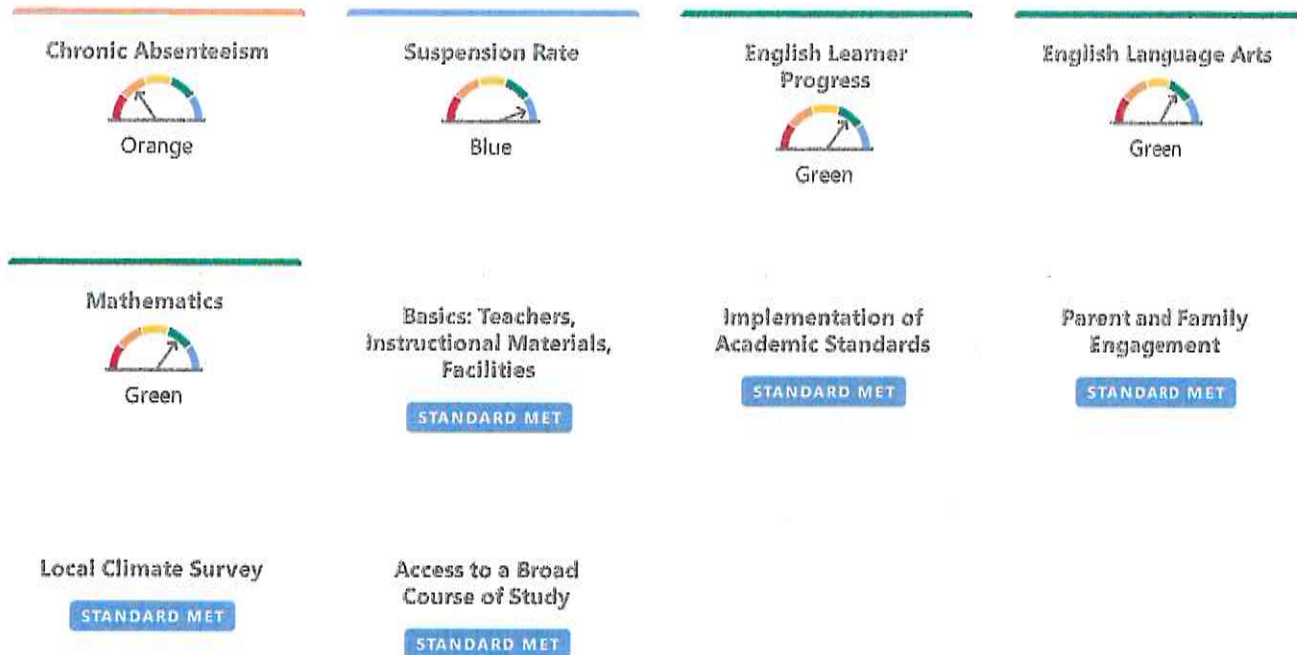 Chronic Absenteeism
Orange
Suspension Rate
Blue
English Learner
Progress
Green
English Language Arts
Green
Mathematics
Green
Basics: Teachers,
Instructional Materials,
Facilities
STANDARD MET
Implementation of
Academic Standards
STANDARD MET
Parent and Family
Engagement
STANDARD MET
Local Climate Survey
STANDARD MET
Access to a Broad
Course of Study
STANDARD MET